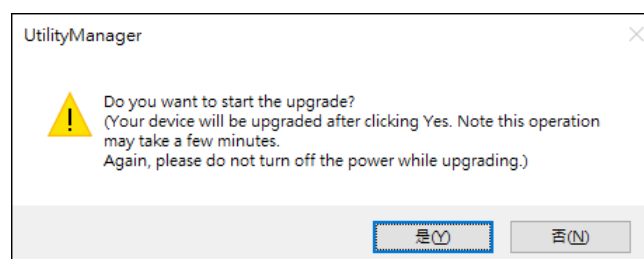 UtilityManager
Do you want to start the upgrade?
(Your device will be upgraded after clicking Yes. Note this operation
may take a few minutes.
Again, please do not turn off the power while upgrading.)
是(Y)
否(N)